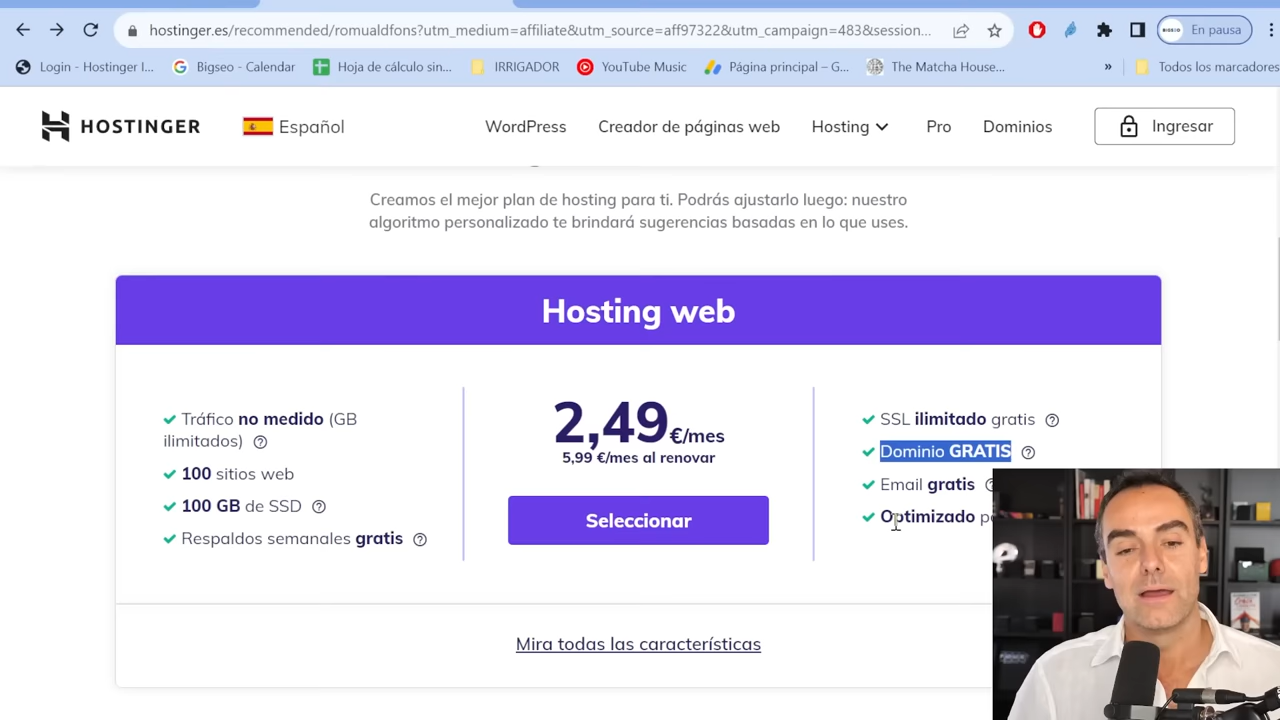 hostinger.es/recommended/romualdfons?utm_medium=affiliate&utm_source=aff97322&utm_campaign=483&session...
En pausa
Login - Hostinger I...
Bigseo - Calendar
Hoja de cálculo sin...
IRRIGADOR
YouTube Music
Página principal – G...
The Matcha House...
»
Todos los marcadores
HOSTINGER
Español
WordPress
Creador de páginas web
Hosting
Pro
Dominios
Ingresar
Creamos el mejor plan de hosting para ti. Podrás ajustarlo luego: nuestro
algoritmo personalizado te brindará sugerencias basadas en lo que uses.
Hosting web
Tráfico no medido (GB
ilimitados)
100 sitios web
100 GB de SSD
Respaldos semanales gratis
2,49 €/mes
5,99 €/mes al renovar
Seleccionar
SSL ilimitado gratis
Dominio GRATIS
Email gratis
Optimizado
Mira todas las características